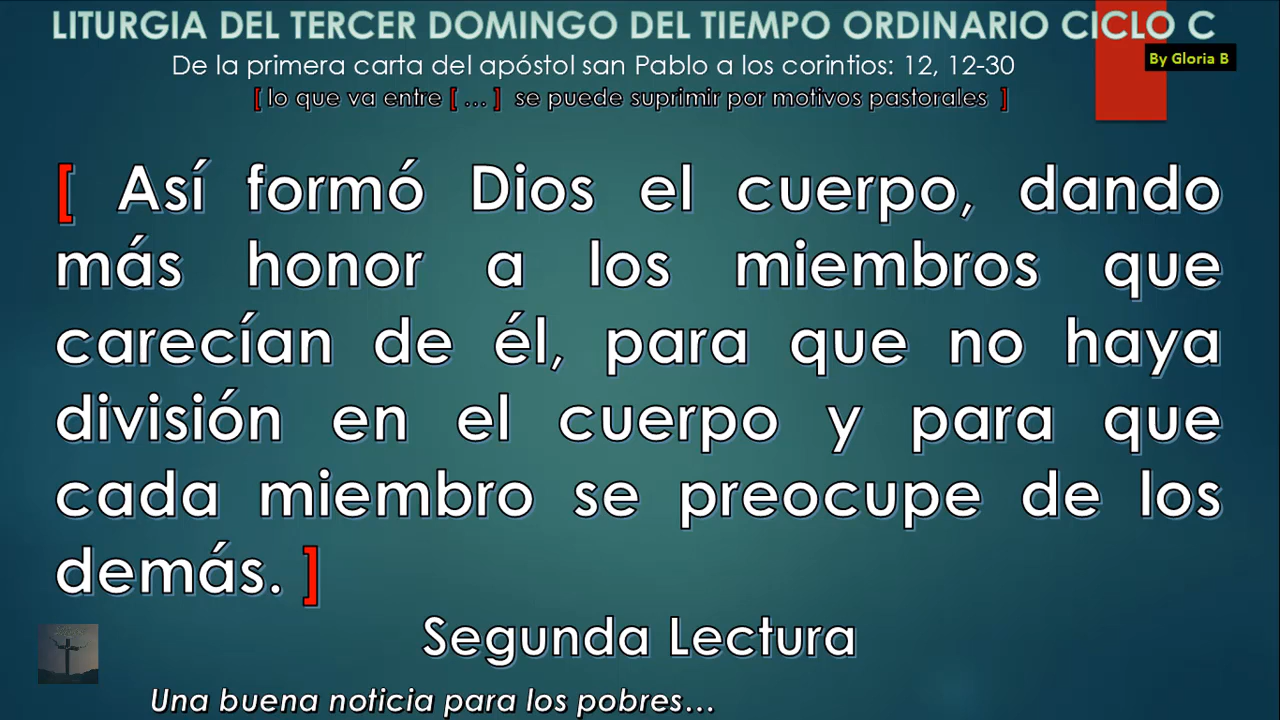 LITURGIA DEL TERCER DOMINGO DEL TIEMPO ORDINARIO CICLO C
By Gloria B
De la primera carta del apóstol san Pablo a los corintios: 12, 12-30
[ lo que va entre [ ... ] se puede suprimir por motivos pastorales ]
[ Así formó Dios el cuerpo, dando
más honor a los miembros que
carecían de él, para que no haya
división en el cuerpo y para que
cada miembro se preocupe de los
demás. ]
Segunda Lectura
Una buena noticia para los pobres...